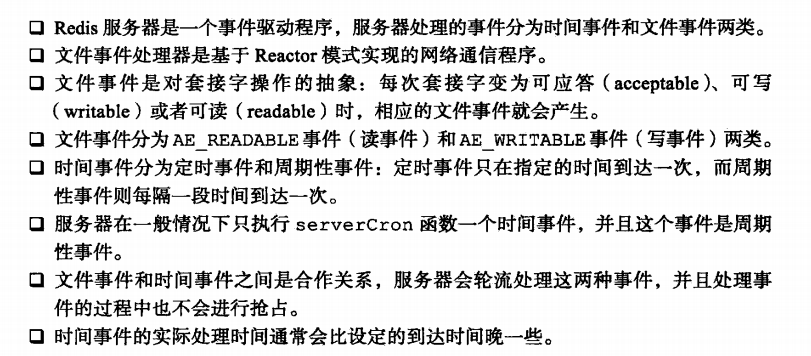 ❑ Redis 服务器是一个事件驱动程序，服务器处理的事件分为时间事件和文件事件两类。
❑ 文件事件处理器是基于 Reactor 模式实现的网络通信程序。
❑ 文件事件是对套接字操作的抽象：每次套接字变为可应答（acceptable）、可写
（writable）或者可读（readable）时，相应的文件事件就会产生。
❑ 文件事件分为 AE_READABLE 事件（读事件）和 AE_WRITABLE 事件（写事件）两类。
❑ 时间事件分为定时事件和周期性事件：定时事件只在指定的时间到达一次，而周期
性事件则每隔一段时间到达一次。
❑ 服务器在一般情况下只执行 serverCron 函数一个时间事件，并且这个事件是周期
性事件。
❑ 文件事件和时间事件之间是合作关系，服务器会轮流处理这两种事件，并且处理事
件的过程中也不会进行抢占。
❑ 时间事件的实际处理时间通常会比设定的到达时间晚一些。